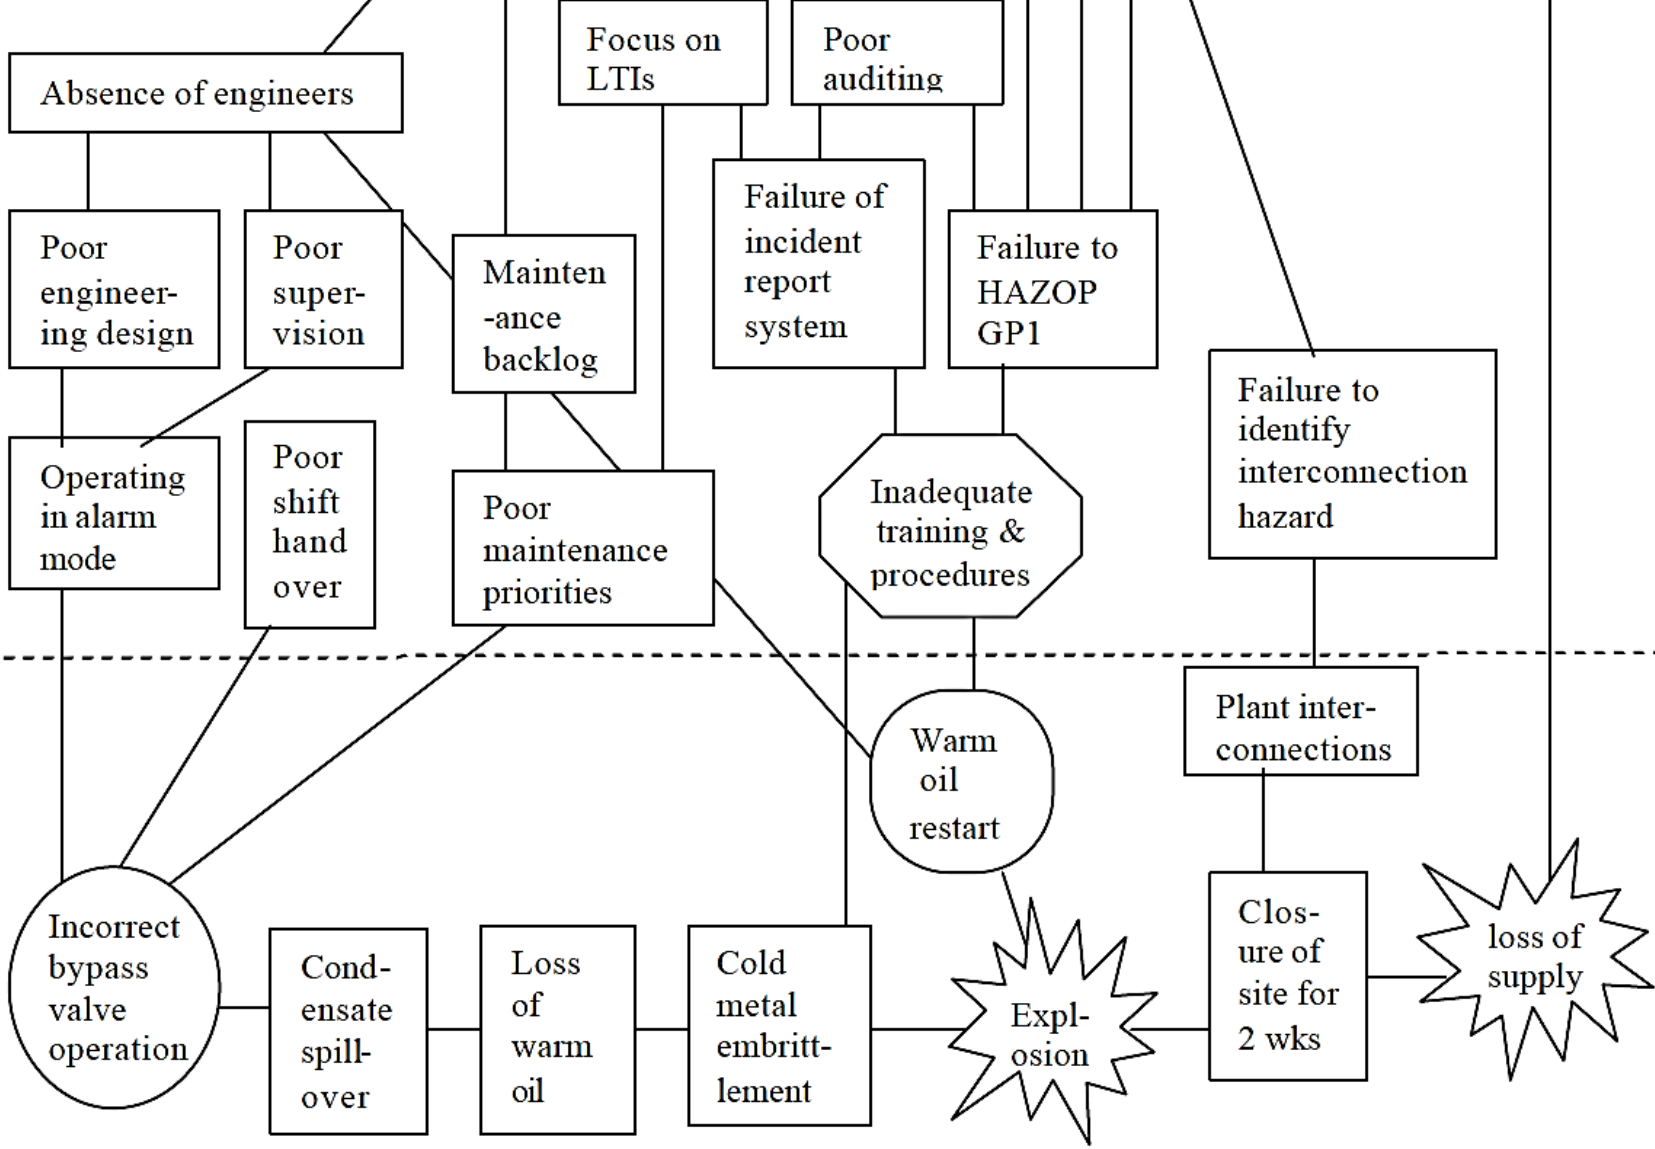 Focus on
LTIs
Poor
auditing
Absence of engineers
Poor
engineer-
ing design
Poor
super-
vision
Mainten
-ance
backlog
Failure of
incident
report
system
Failure to
HAZOP
GP1
Failure to
identify
interconnection
hazard
Operating
in alarm
mode
Poor
shift
hand
over
Poor
maintenance
priorities
Inadequate
training &
procedures
Plant inter-
connections
Warm
oil
restart
Incorrect
bypass
valve
operation
Cond-
ensate
spill-
over
Loss
of
warm
oil
Cold
metal
embritt-
lement
Expl-
osion
Clos-
ure of
site for
2 wks
loss of
supply